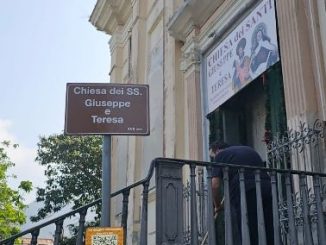 Chiesa dei SS.
Giuseppe
e
Teresa
CHIESA DEI SANTI
GIUSEPPE
E
TERESA